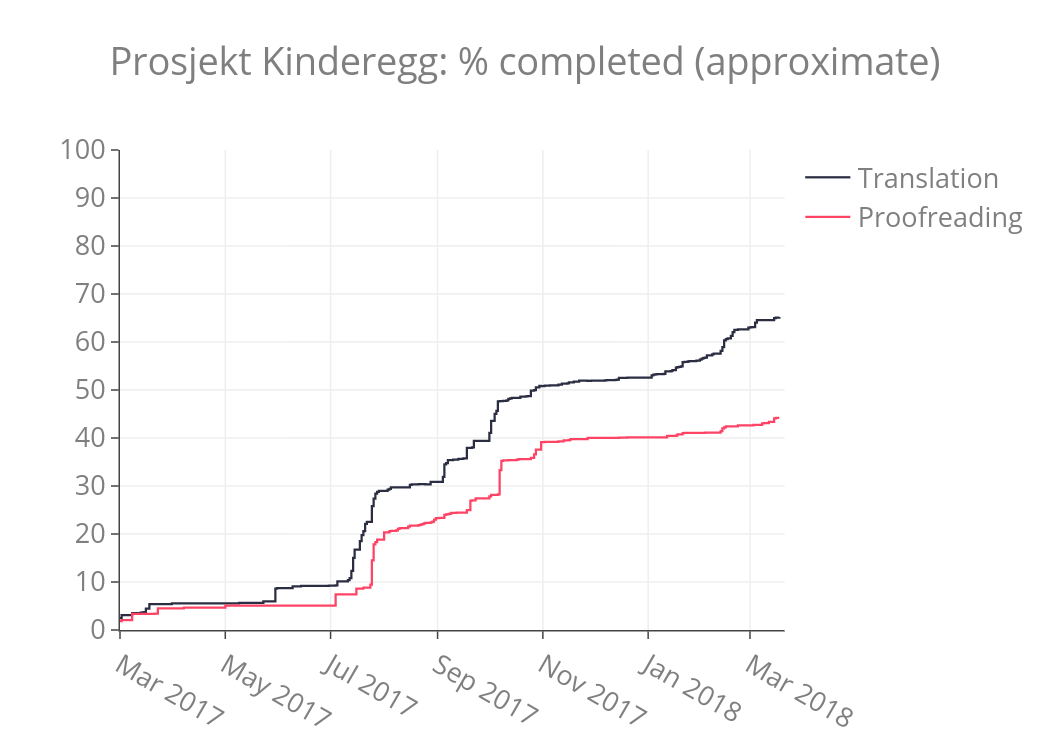 Prosjekt Kinderegg: % completed (approximate)
100
90
80
70
60
50
40
30
20
10
0
Mar 2017
May 2017
Jul 2017
Sep 2017
Nov 2017
Jan 2018
Mar 2018
Translation
Proofreading